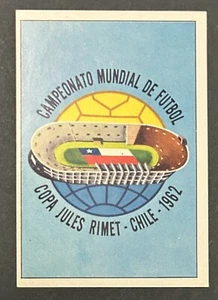 CAMPEONATO MUNDIAL DE FUTBOL
COPA JULES RIMET - CHILE - 1962